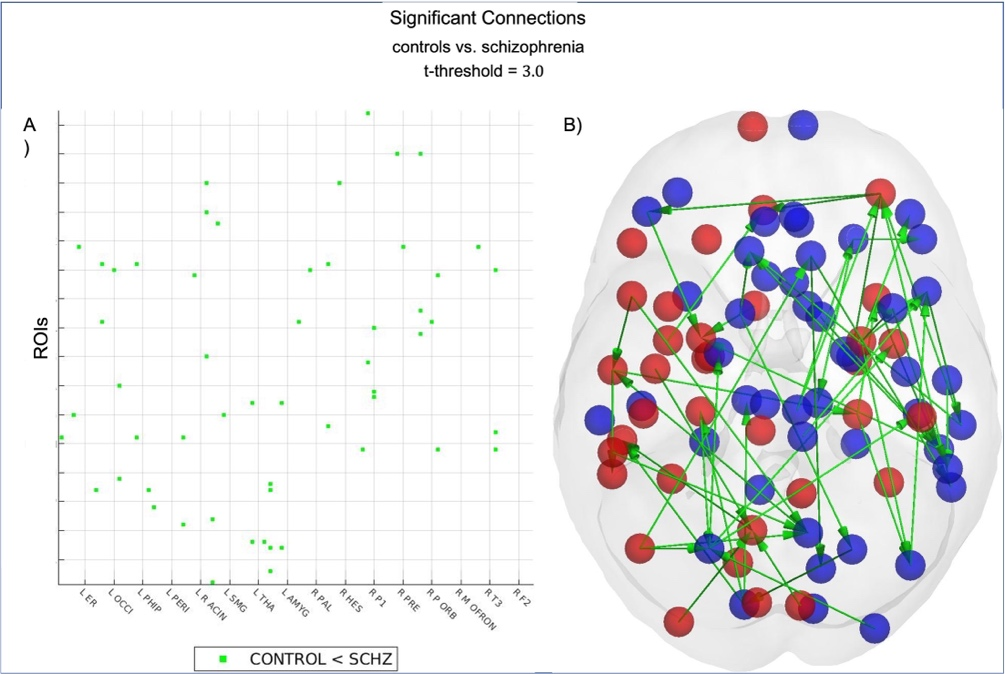 Significant Connections
controls vs. schizophrenia
t-threshold = 3.0
A
)
B)
ROIs
L ER
L OCCI
L PHIP
L PERI
L R ACIN
L SMG
L THA
L AMYG
R PAL
R HES
R P1
R PRE
R P ORB
R M OFRON
R T3
R F2
CONTROL < SCHZ